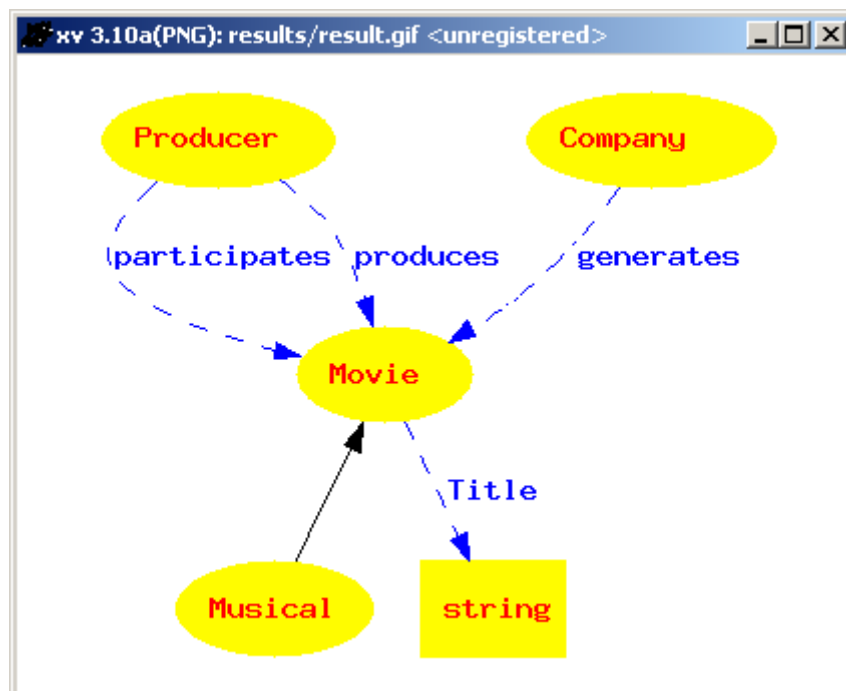 xv 3.10a(PNG): results/result.gif <unregistered>
Producer
Company
participates
produces
generates
Movie
Title
Musical
string